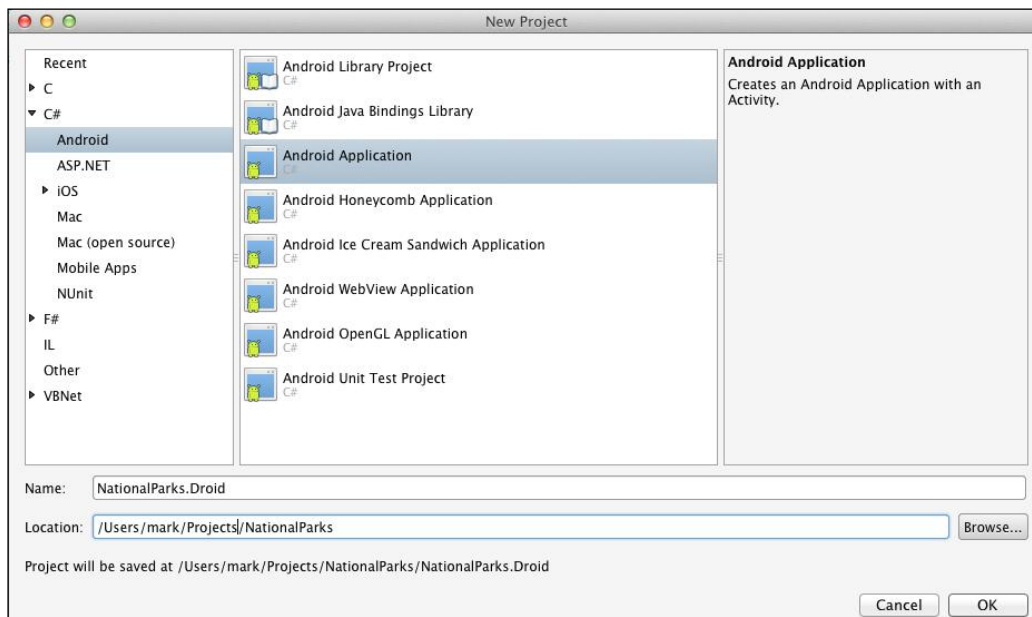 New Project
Recent
C
C#
Android
ASP.NET
iOS
Mac
Mac (open source)
Mobile Apps
NUnit
F#
IL
Other
VBNet
Android Library Project
C#
Android Java Bindings Library
C#
Android Application
C#
Android Honeycomb Application
C#
Android Ice Cream Sandwich Application
C#
Android WebView Application
C#
Android OpenGL Application
C#
Android Unit Test Project
C#
Android Application
Creates an Android Application with an
Activity.
Name: NationalParks.Droid
Location: /Users/mark/Projects/NationalParks Browse...
Project will be saved at /Users/mark/Projects/NationalParks/NationalParks.Droid
Cancel OK